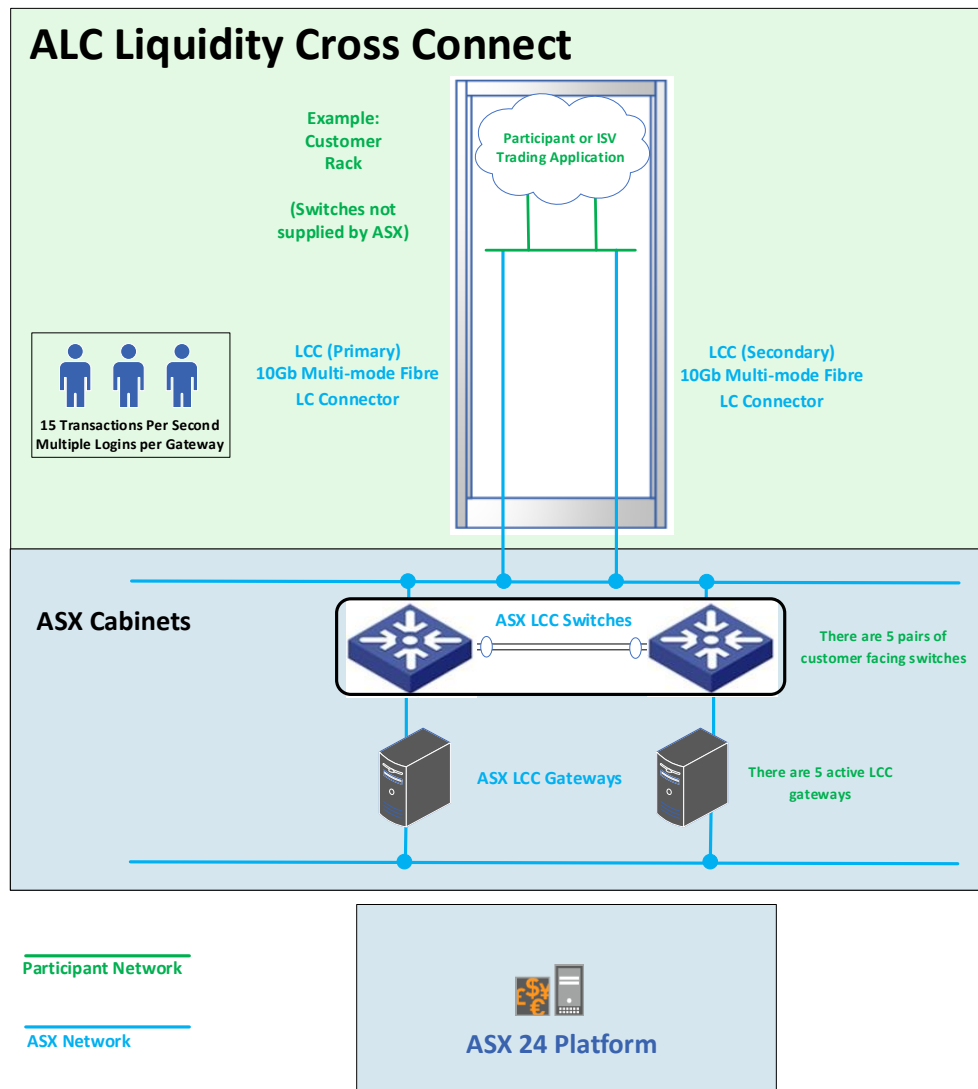 ALC Liquidity Cross Connect
Example:
Customer
Rack
(Switches not
supplied by ASX)
Participant or ISV
Trading Application
15 Transactions Per Second
Multiple Logins per Gateway
LCC (Primary)
10Gb Multi-mode Fibre
LC Connector
LCC (Secondary)
10Gb Multi-mode Fibre
LC Connector
ASX Cabinets
ASX LCC Switches
There are 5 pairs of
customer facing switches
ASX LCC Gateways
There are 5 active LCC
gateways
Participant Network
ASX Network
£$¥€
ASX 24 Platform